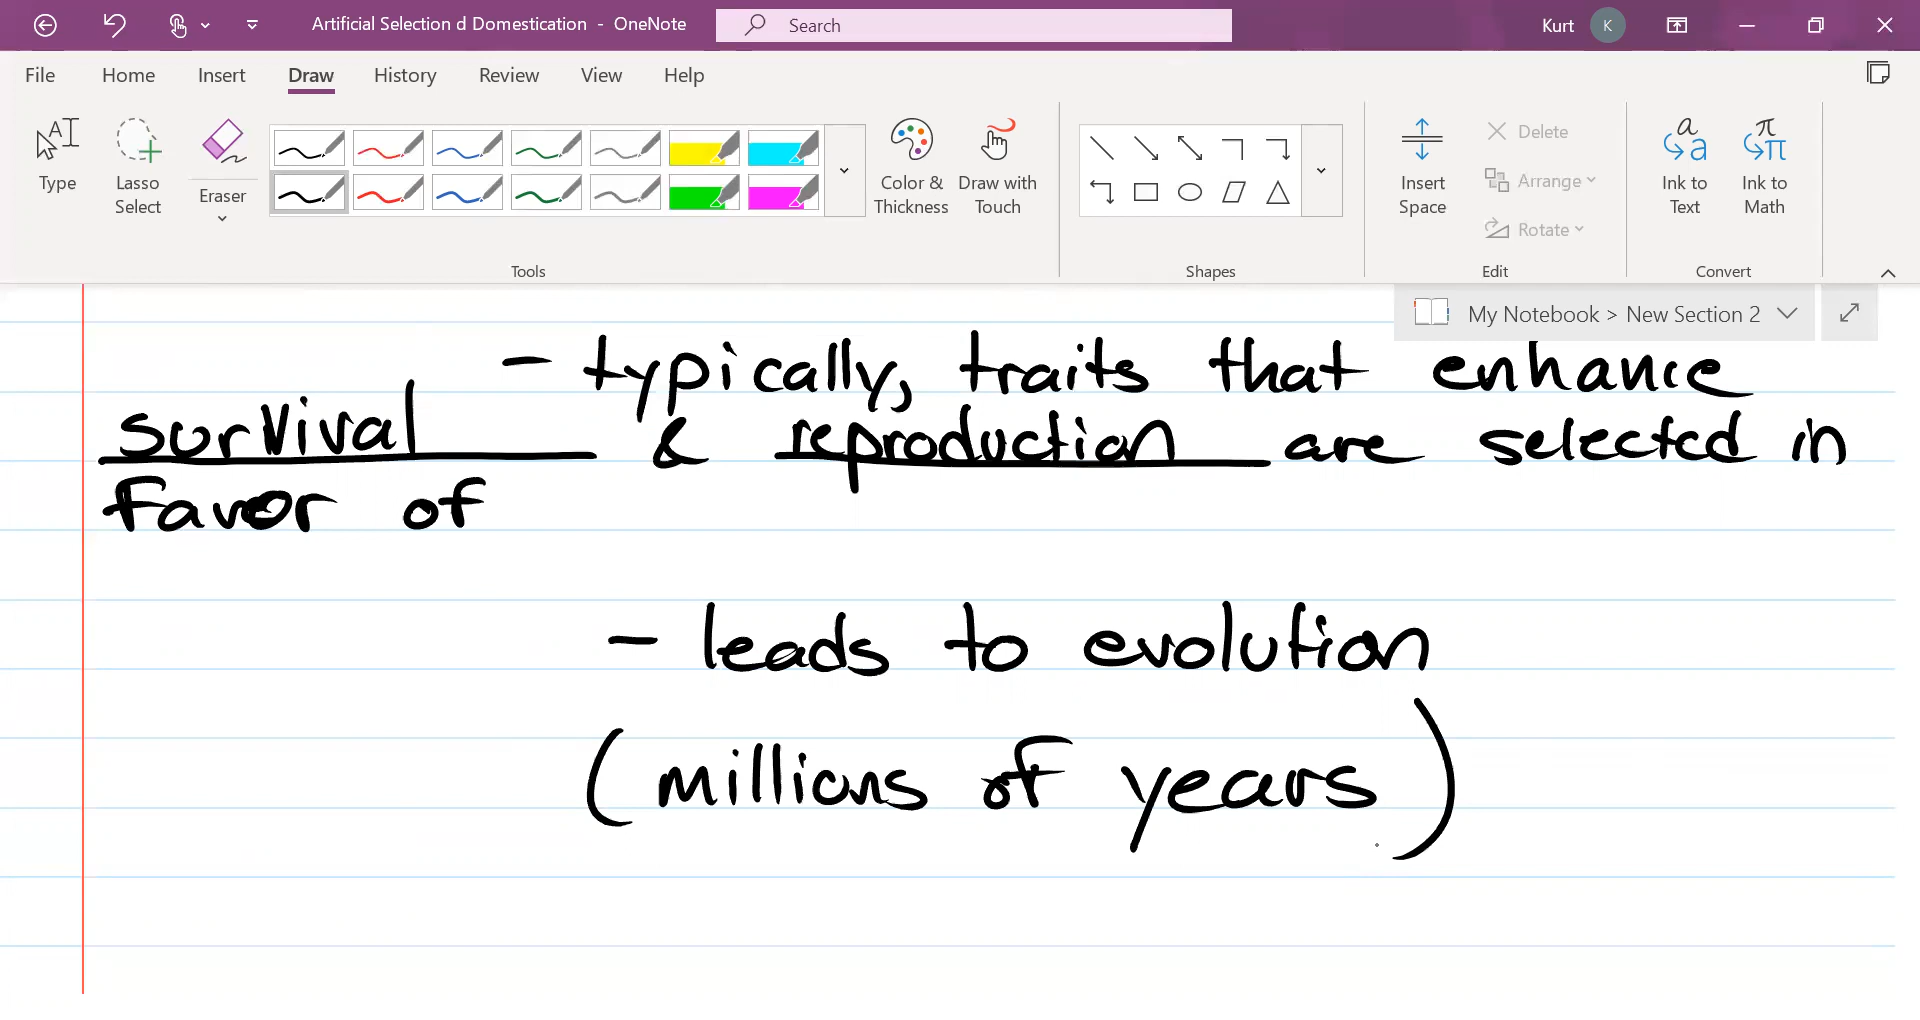 Artificial Selection d Domestication - OneNote
Search
Kurt K
File Home Insert Draw History Review View Help
Type
Lasso Select
Eraser
Color & Thickness
Draw with Touch
Insert Space
Delete
Arrange
Rotate
Ink to Text
Ink to Math
Tools Shapes Edit Convert
My Notebook > New Section 2
- typically, traits that enhance
survival & reproduction are selected in
favor of
- leads to evolution
(millions of years)